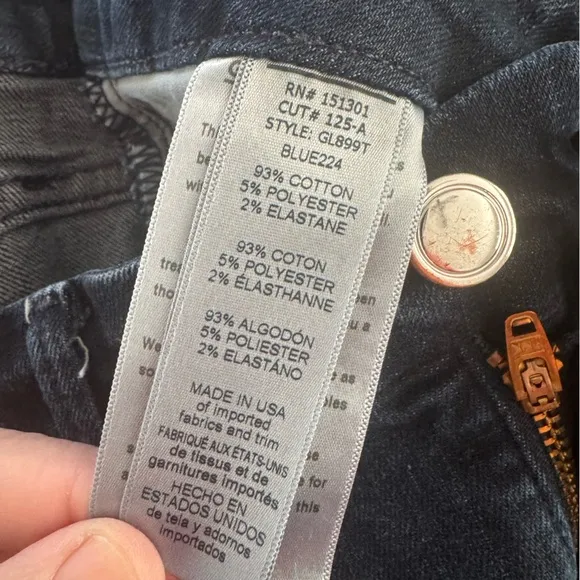 RN# 151301
CUT# 125-A
STYLE: GL899T
BLUE224
93% COTTON
5% POLYESTER
2% ELASTANE
93% COTON
5% POLYESTER
2% ÉLASTHANNE
93% ALGODÓN
5% POLIESTER
2% ELASTÁNO
MADE IN USA
of imported
fabrics and trim
FABRIQUÉ AUX ÉTATS-UNIS
de tissus et de
garnitures importés
HECHO EN
ESTADOS UNIDOS
de tela y adornos
importados
this